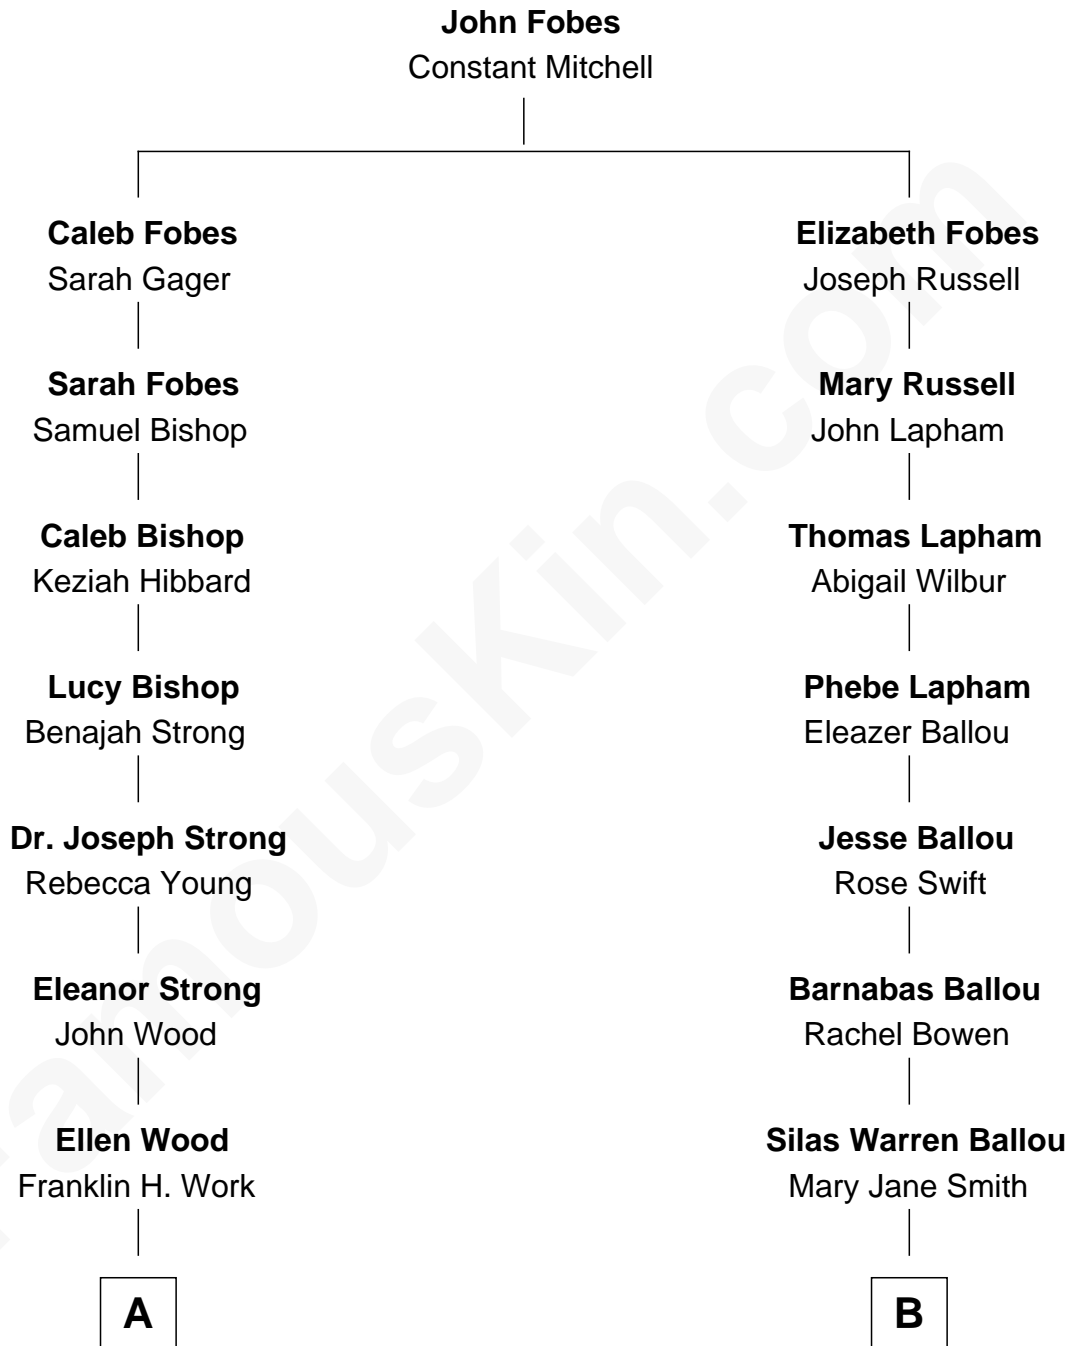 John Fobes
Constant Mitchell
Caleb Fobes
Sarah Gager
Sarah Fobes
Samuel Bishop
Caleb Bishop
Keziah Hibbard
Lucy Bishop
Benajah Strong
Dr. Joseph Strong
Rebecca Young
Eleanor Strong
John Wood
Ellen Wood
Franklin H. Work
A
Elizabeth Fobes
Joseph Russell
Mary Russell
John Lapham
Thomas Lapham
Abigail Wilbur
Phebe Lapham
Eleazer Ballou
Jesse Ballou
Rose Swift
Barnabas Ballou
Rachel Bowen
Silas Warren Ballou
Mary Jane Smith
B
FamousKin.com